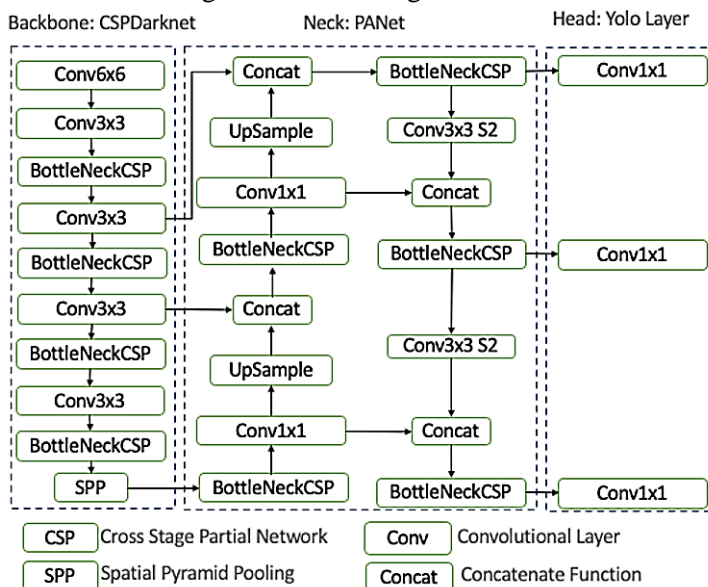 Backbone: CSPDarknet
Neck: PANet
Head: Yolo Layer
Conv6x6
Conv3x3
BottleNeckCSP
Conv3x3
BottleNeckCSP
Conv3x3
BottleNeckCSP
Conv3x3
BottleNeckCSP
SPP
Concat
UpSample
Conv1x1
BottleNeckCSP
Concat
UpSample
Conv1x1
BottleNeckCSP
BottleNeckCSP
Conv3x3 S2
Concat
BottleNeckCSP
Conv3x3 S2
Concat
BottleNeckCSP
Conv1x1
Conv1x1
Conv1x1
CSP Cross Stage Partial Network
Conv Convolutional Layer
SPP Spatial Pyramid Pooling
Concat Concatenate Function